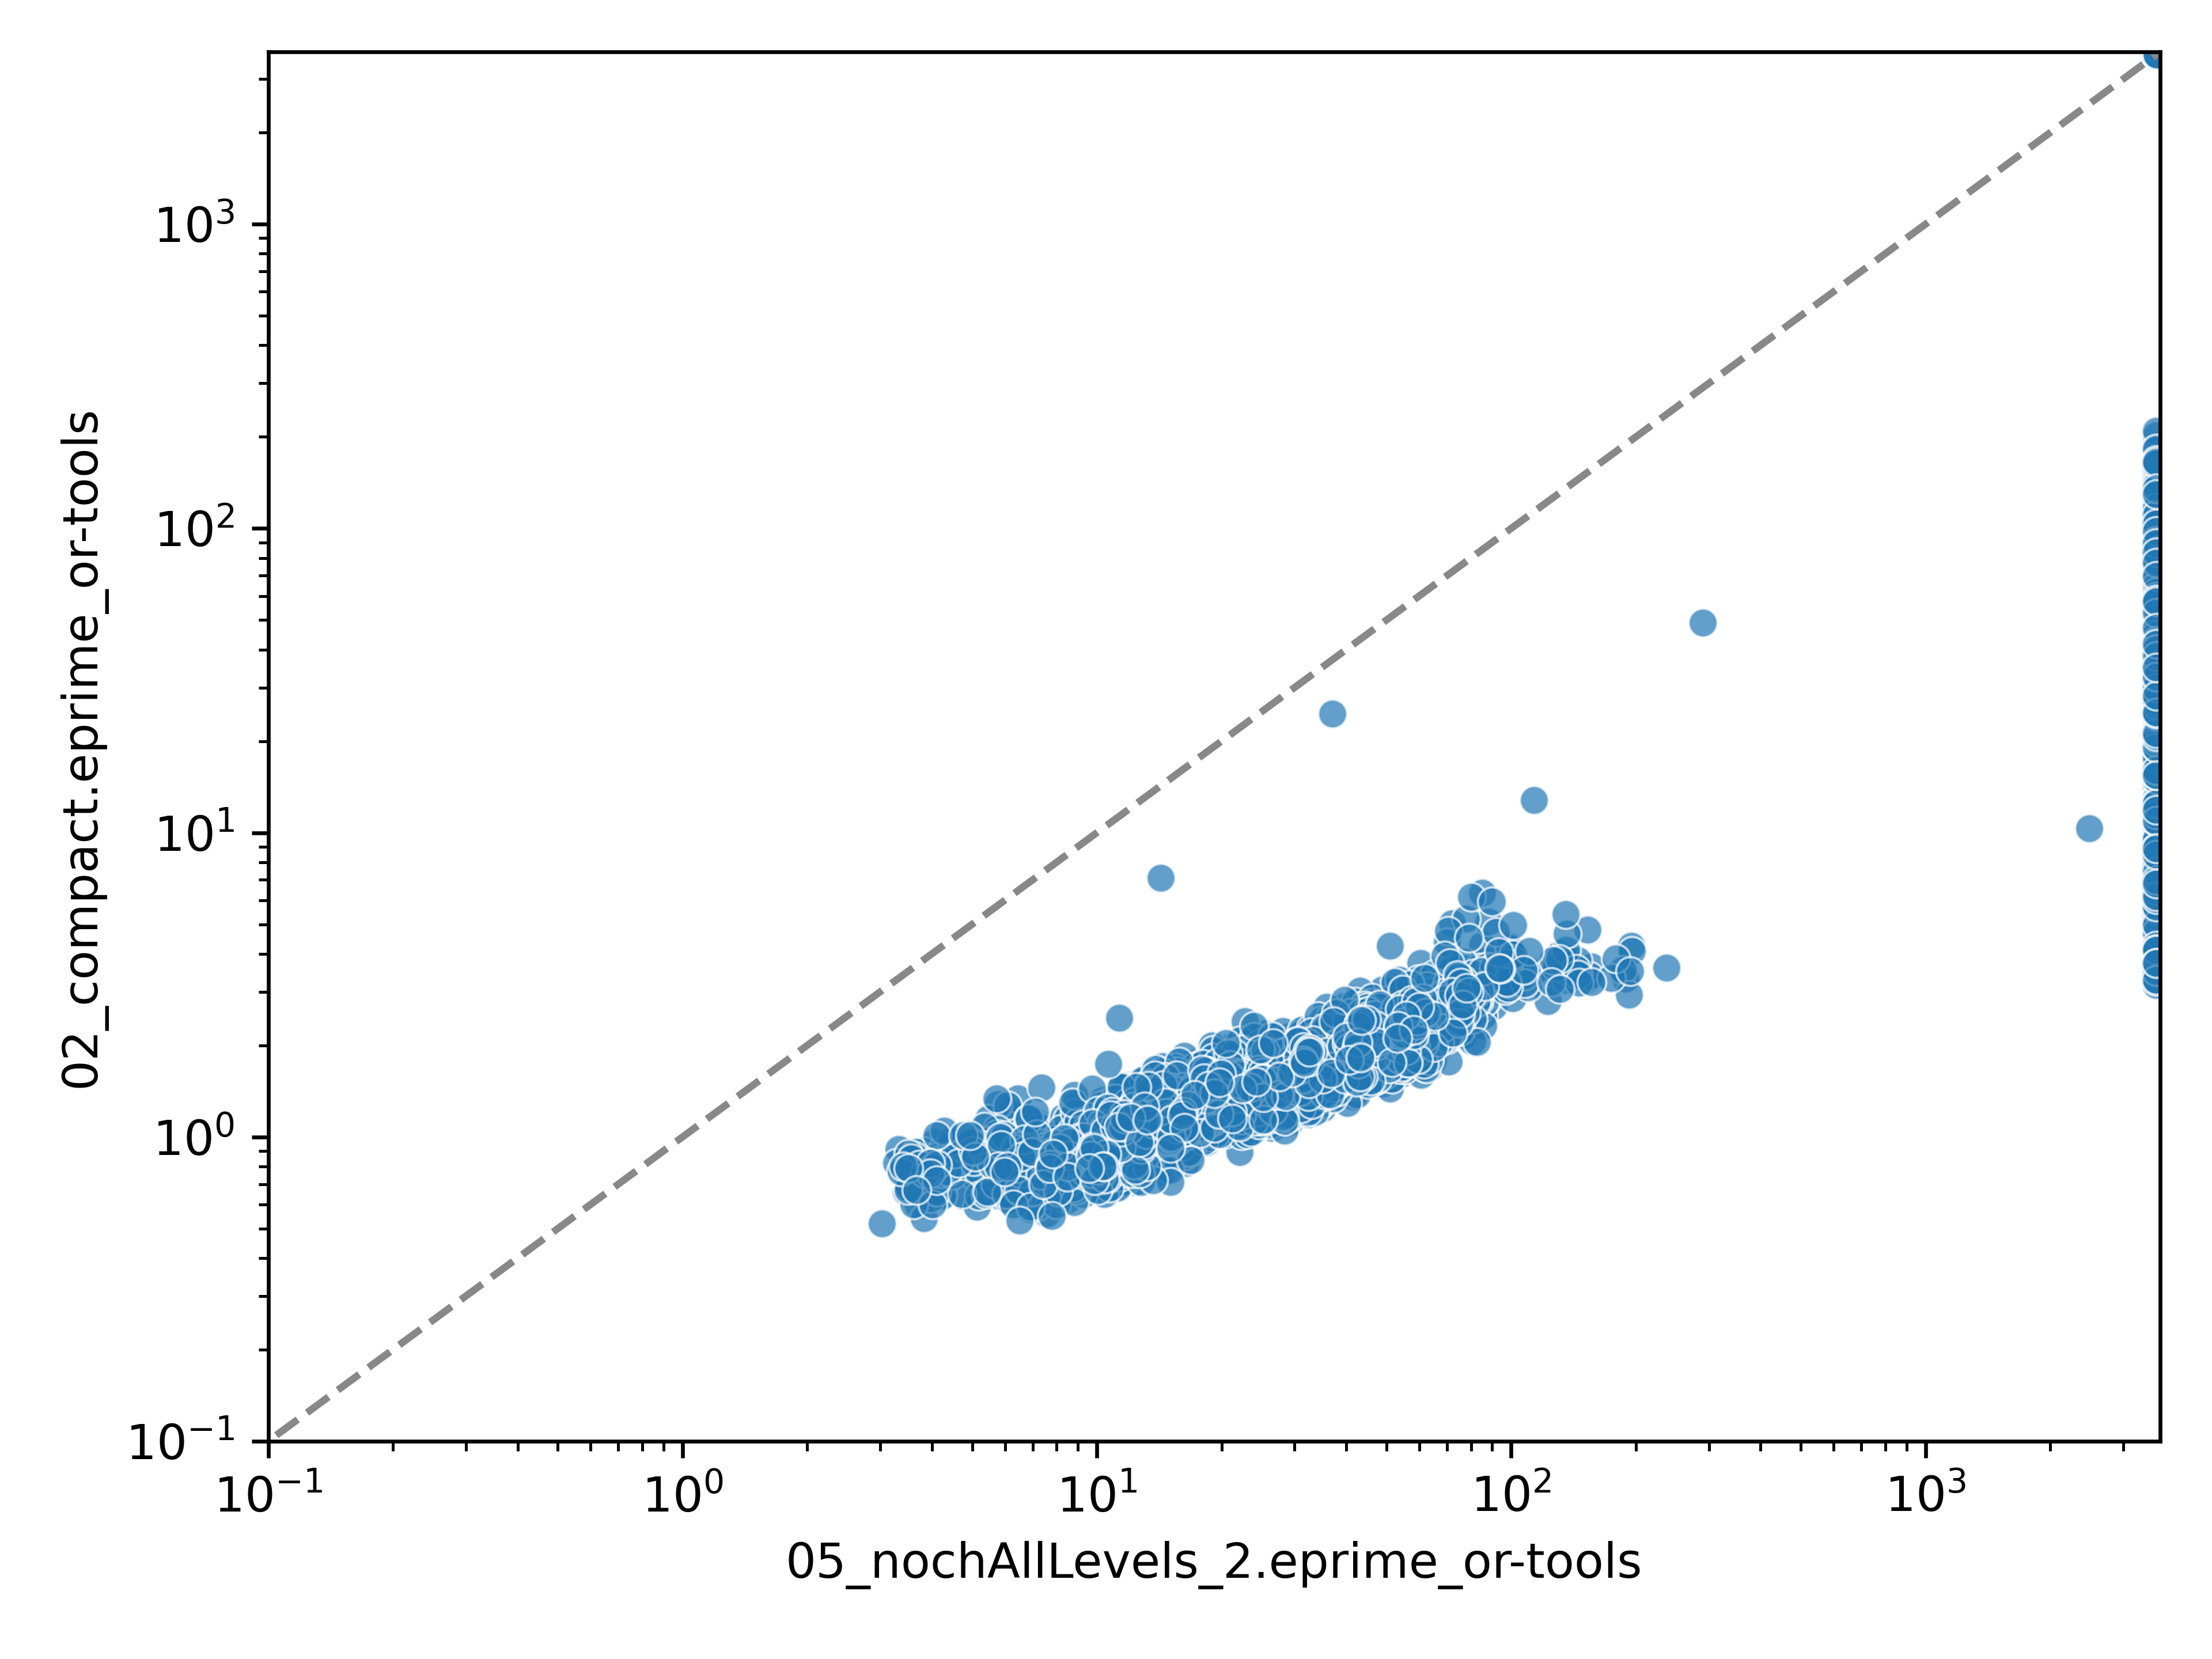 10³
10²
10¹
10⁰
10⁻¹
02_compact.eprime_or-tools
10⁻¹ 10⁰ 10¹ 10² 10³
05_nochAllLevels_2.eprime_or-tools